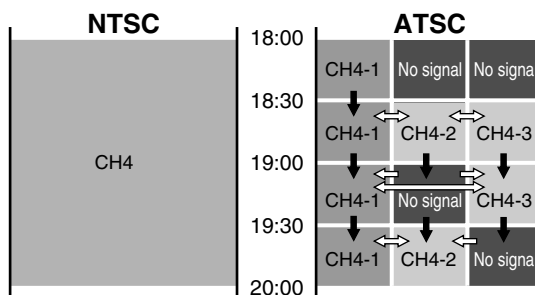 NTSC
ATSC
18:00
CH4-1 No signal No signa
18:30
CH4-1 CH4-2 CH4-3
CH4
19:00
CH4-1 No signal CH4-3
19:30
CH4-1 CH4-2 No signa
20:00